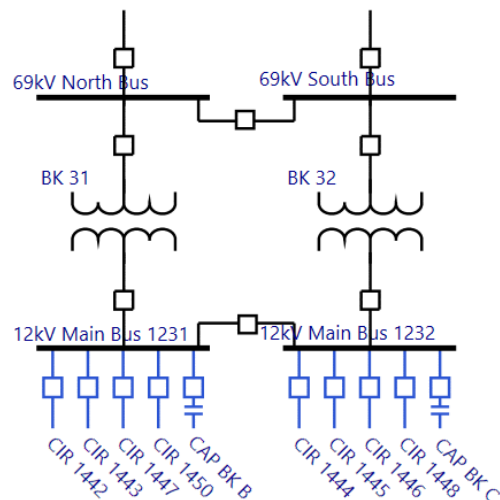 69kV North Bus
69kV South Bus
BK 31
BK 32
12kV Main Bus 1231
12kV Main Bus 1232
CIR 1442
CIR 1443
CIR 1447
CIR 1450
CAP BK B
CIR 1444
CIR 1445
CIR 1446
CIR 1448
CAP BK C